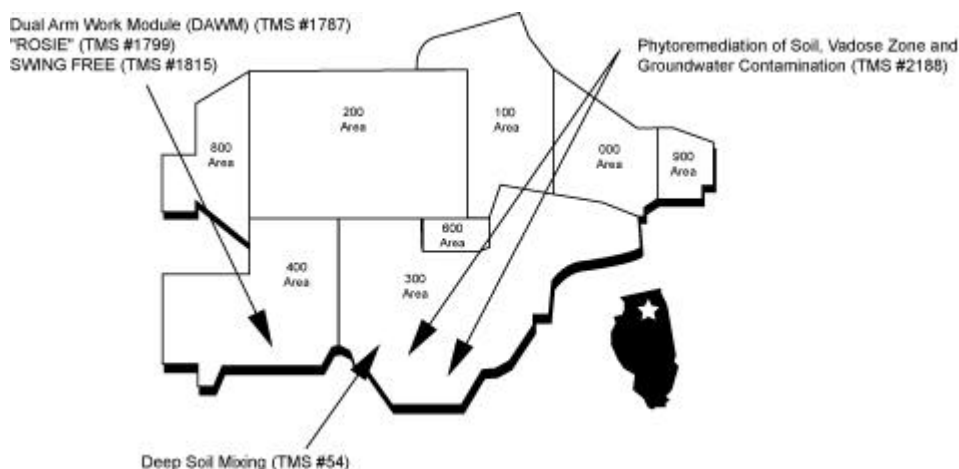 Dual Arm Work Module (DAWM) (TMS #1787)
"ROSIE" (TMS #1799)
SWING FREE (TMS #1815)
Phytoremediation of Soil, Vadose Zone and
Groundwater Contamination (TMS #2188)
200
Area
100
Area
800
Area
000
Area
900
Area
600
Area
400
Area
300
Area
Deep Soil Mixing (TMS #54)